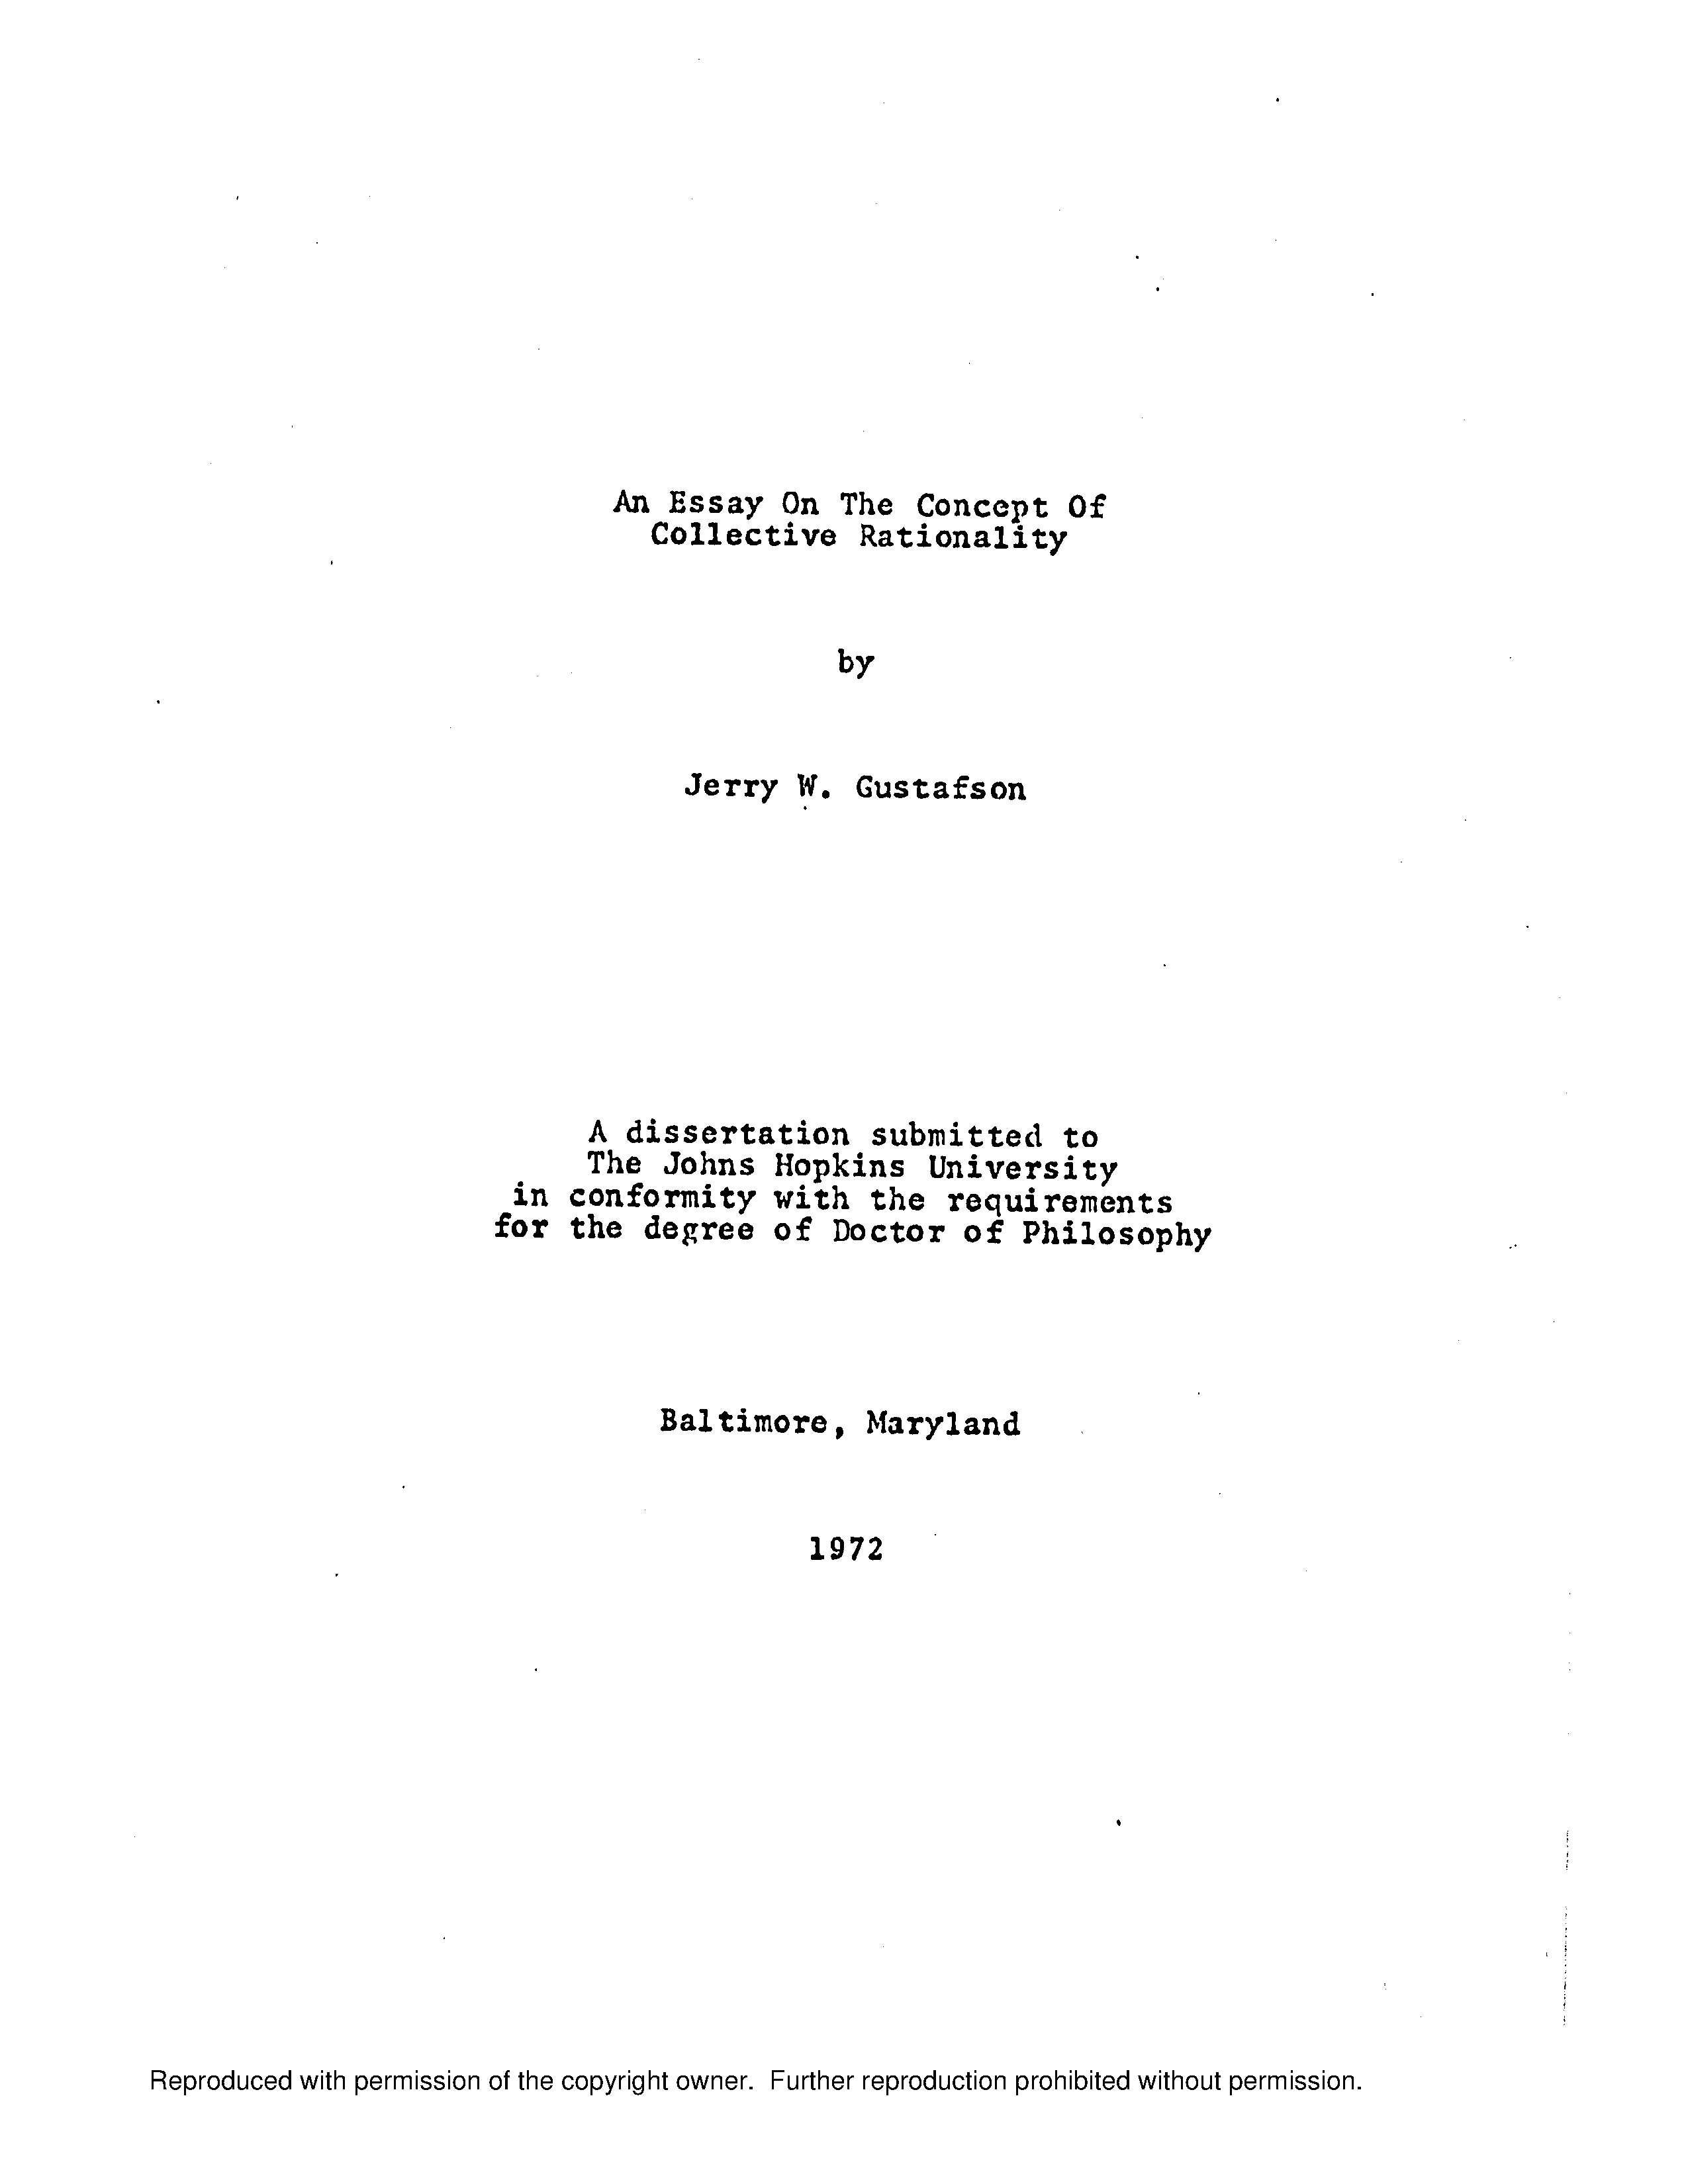 An Essay On The Concept Of
Collective Rationality
by
Jerry W. Gustafson
A dissertation submitted to
The Johns Hopkins University
in conformity with the requirements
for the degree of Doctor of Philosophy
Baltimore, Maryland
1972
Reproduced with permission of the copyright owner. Further reproduction prohibited without permission.